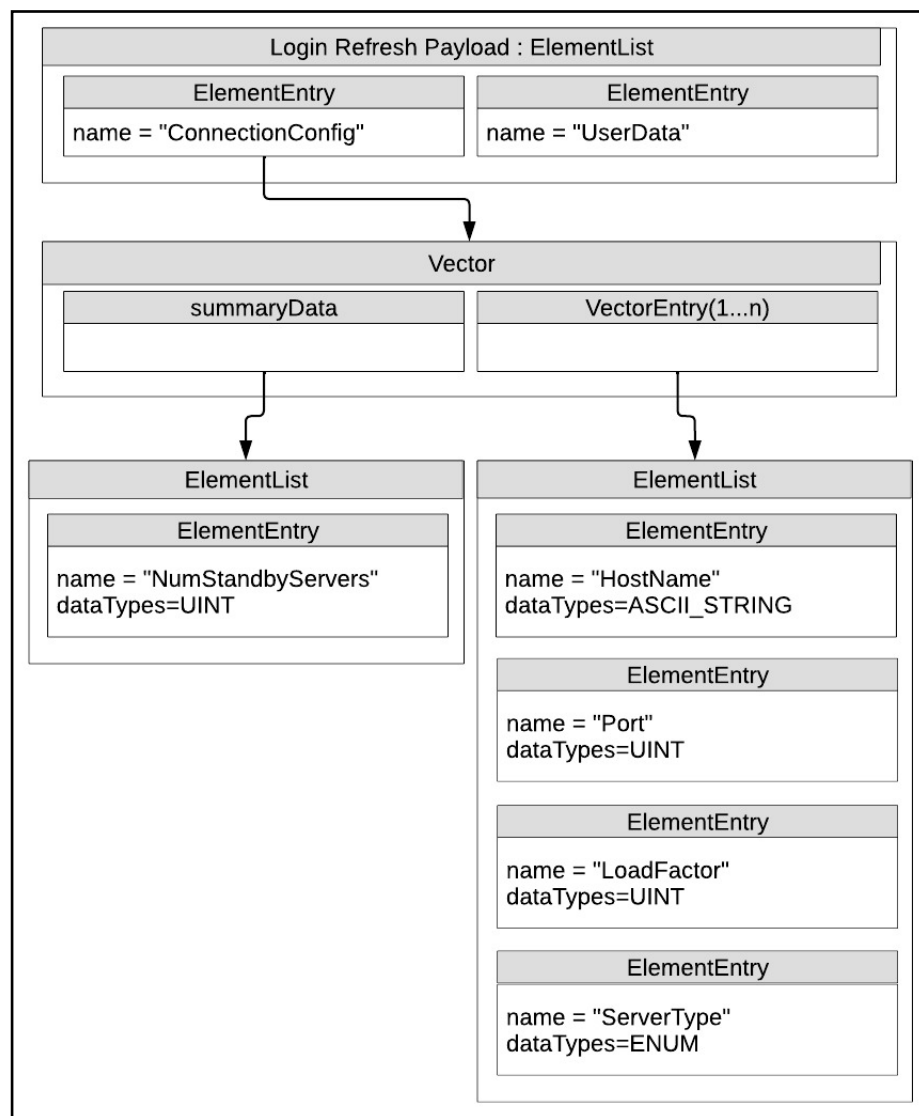 Login Refresh Payload : ElementList
ElementEntry
name = "ConnectionConfig"
ElementEntry
name = "UserData"
Vector
summaryData
VectorEntry(1...n)
ElementList
ElementEntry
name = "NumStandbyServers"
dataTypes=UINT
ElementList
ElementEntry
name = "HostName"
dataTypes=ASCII_STRING
ElementEntry
name = "Port"
dataTypes=UINT
ElementEntry
name = "LoadFactor"
dataTypes=UINT
ElementEntry
name = "ServerType"
dataTypes=ENUM